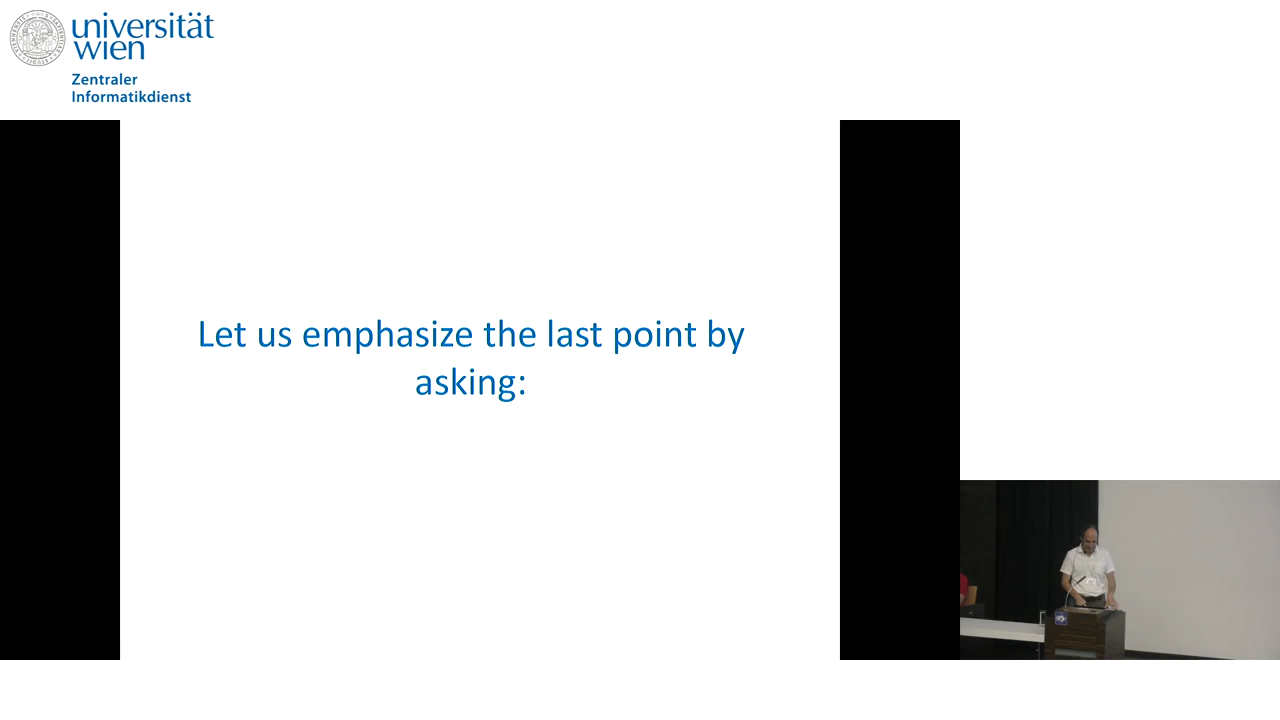 universität
wien
Zentraler
Informatikdienst
Let us emphasize the last point by
asking: